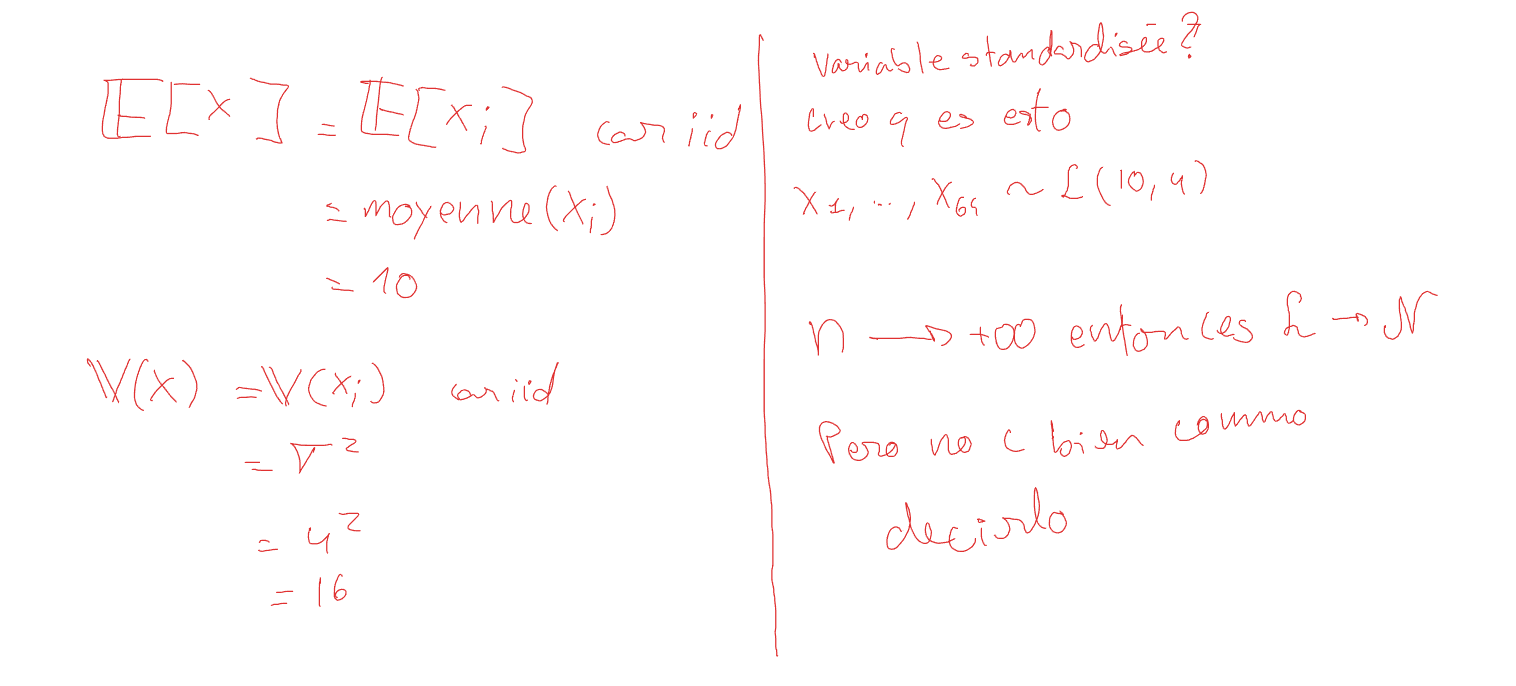 𝔼[X] = 𝔼[Xi] car iid
= moyenne(Xi)
= 10
𝕍(X) = 𝕍(Xi) car iid
= σ²
= 4²
= 16
Variable standardisée?
creo q es esto
X1, ..., X64 ~ ℒ(10, 4)
n → +∞ entonces ℒ → 𝒩
Pero no c bien commo
decirlo